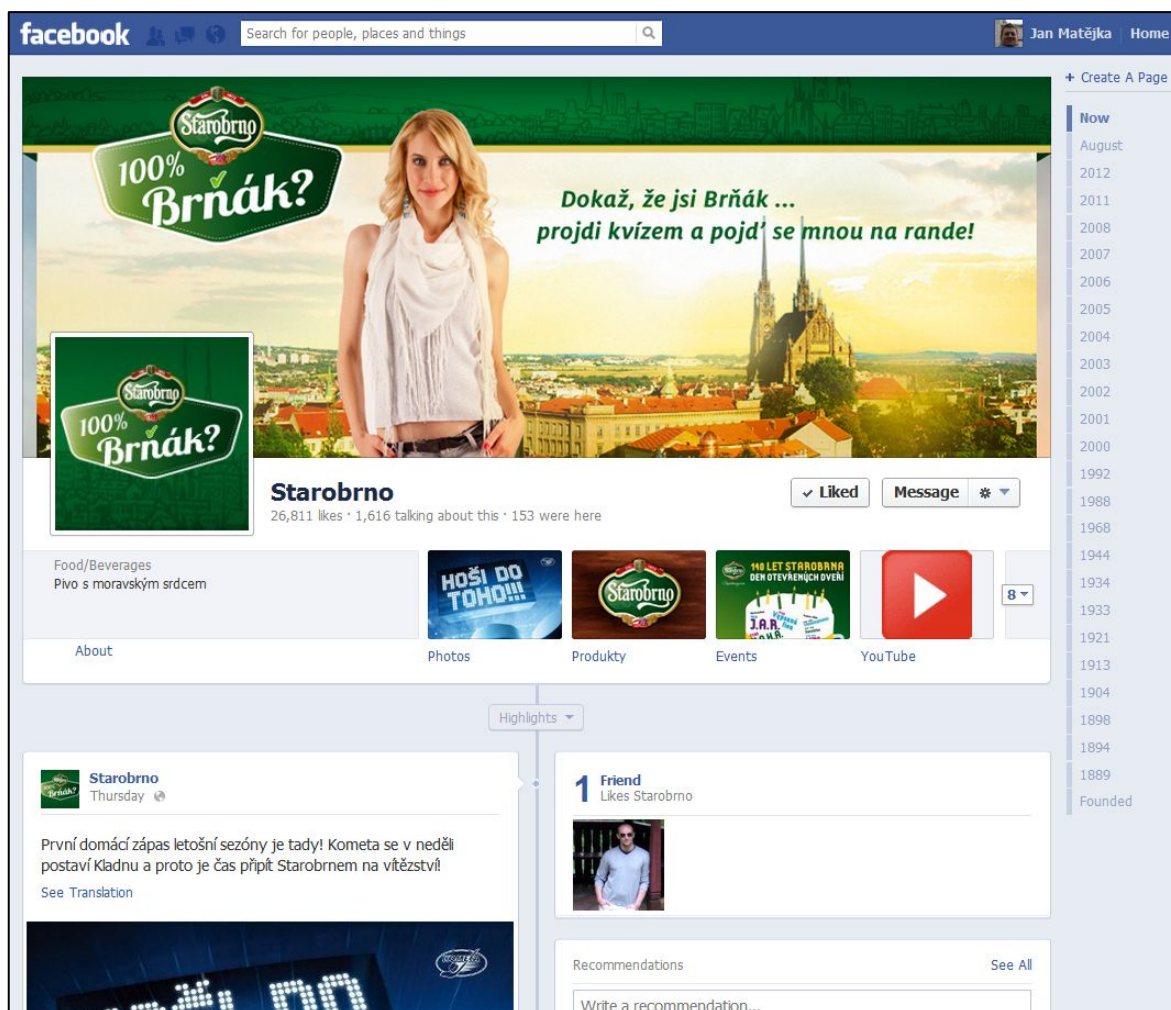 facebook
Search for people, places and things
Jan Matějka
Home
+ Create A Page
Starobrno
100%
Brňák?
Dokaž, že jsi Brňák ...
projdi kvízem a pojď se mnou na rande!
Starobrno
100%
Brňák?
Starobrno
26,811 likes · 1,616 talking about this · 153 were here
Liked
Message
Food/Beverages
Pivo s moravským srdcem
About
HOŠI DO
TOHO!!!
Photos
Starobrno
Produkty
140 LET STAROBRNA
DEN OTEVŘENÝCH DVEŘÍ
J.A.R.
Events
YouTube
8
Highlights
Starobrno
Thursday
První domácí zápas letošní sezóny je tady! Kometa se v neděli
postaví Kladnu a proto je čas připít Starobrnem na vítězství!
See Translation
1
Friend
Likes Starobrno
Recommendations
See All
Write a recommendation...
Now
August
2012
2011
2008
2007
2006
2005
2004
2003
2002
2001
2000
1992
1988
1968
1944
1934
1933
1921
1913
1904
1898
1894
1889
Founded